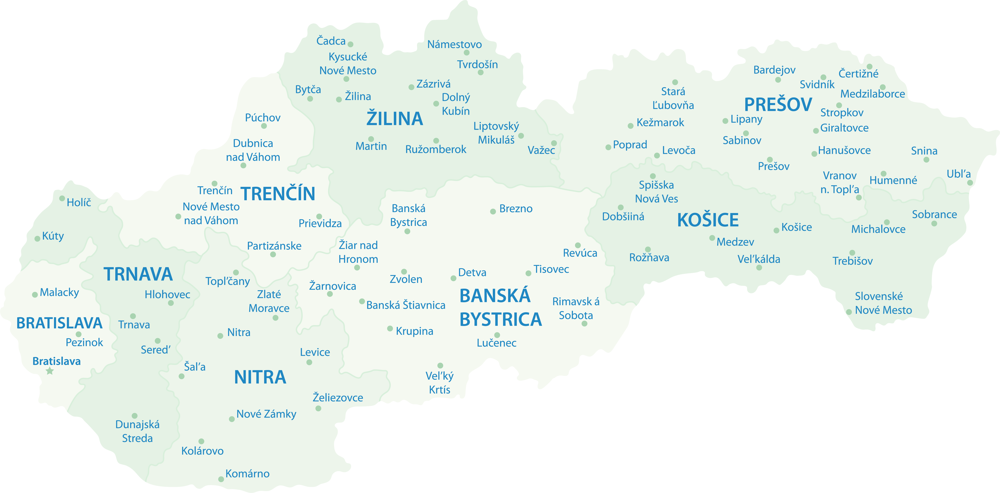 Čadca
Kysucké
Nové Mesto
Bytča
Žilina
Námestovo
Tvrdošín
Zázrivá
Dolný
Kubín
ŽILINA
Martin
Ružomberok
Liptovský
Mikuláš
Važec
Púchov
Dubnica
nad Váhom
Trenčín
TRENČÍN
Nové Mesto
nad Váhom
Prievidza
Partizánske
Holíč
Kúty
TRNAVA
Hlohovec
Trnava
Sereď
Dunajská
Streda
Malacky
BRATISLAVA
Pezinok
Bratislava
Topľčany
Zlaté
Moravce
Nitra
Levice
Šaľa
NITRA
Želiezovce
Nové Zámky
Kolárovo
Komárno
Banská
Bystrica
Brezno
Žiar nad
Hronom
Revúca
Tisovec
Detva
Zvolen
Žarnovica
Banská Štiavnica
BANSKÁ
BYSTRICA
Rimavsk á
Sobota
Krupina
Lučenec
Veľký
Krtís
Stará
Ľubovňa
Kežmarok
Poprad
Levoča
Bardejov
Svidník
Čertižné
Medzilaborce
PREŠOV
Stropkov
Lipany
Giraltovce
Sabinov
Hanušovce
Prešov
Snina
Vranov
n. Topľa
Humenné
Ubľa
Spišska
Nová Ves
Dobšiiná
KOŠICE
Košice
Medzev
Rožňava
Veľkálda
Sobrance
Michalovce
Trebišov
Slovenské
Nové Mesto